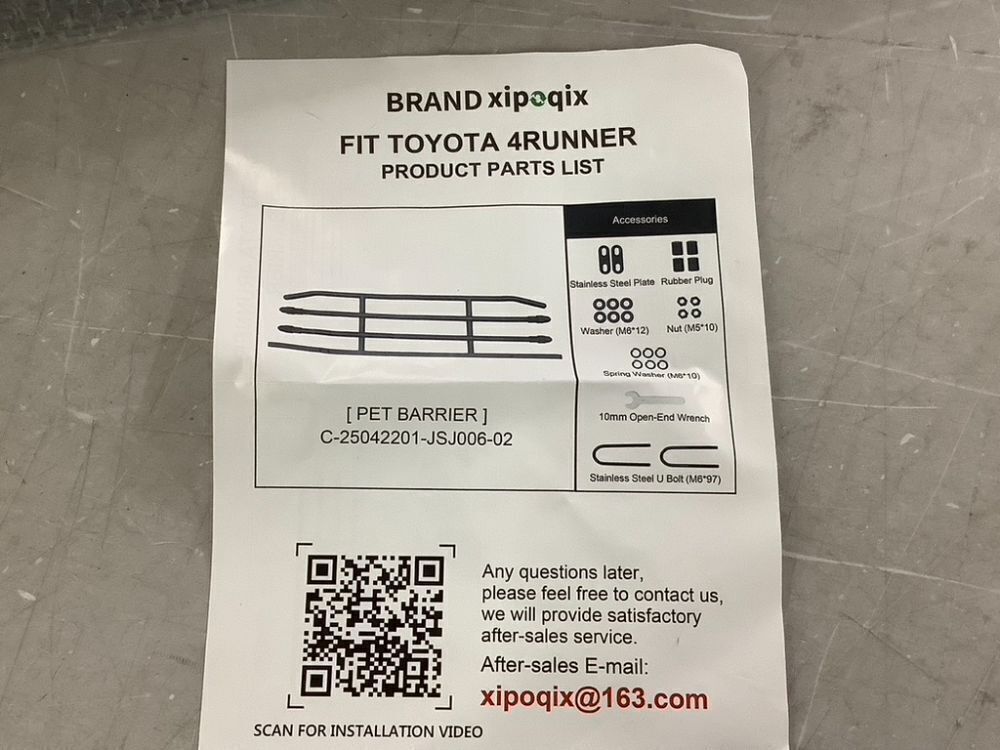 BRAND xipoqix
FIT TOYOTA 4RUNNER
PRODUCT PARTS LIST
Accessories
Stainless Steel Plate
Rubber Plug
Washer (M6*12)
Nut (M5*10)
Spring Washer (M6*10)
10mm Open-End Wrench
Stainless Steel U Bolt (M6*97)
[ PET BARRIER ]
C-25042201-JSJ006-02
Any questions later,
please feel free to contact us,
we will provide satisfactory
after-sales service.
After-sales E-mail:
xipoqix@163.com
SCAN FOR INSTALLATION VIDEO